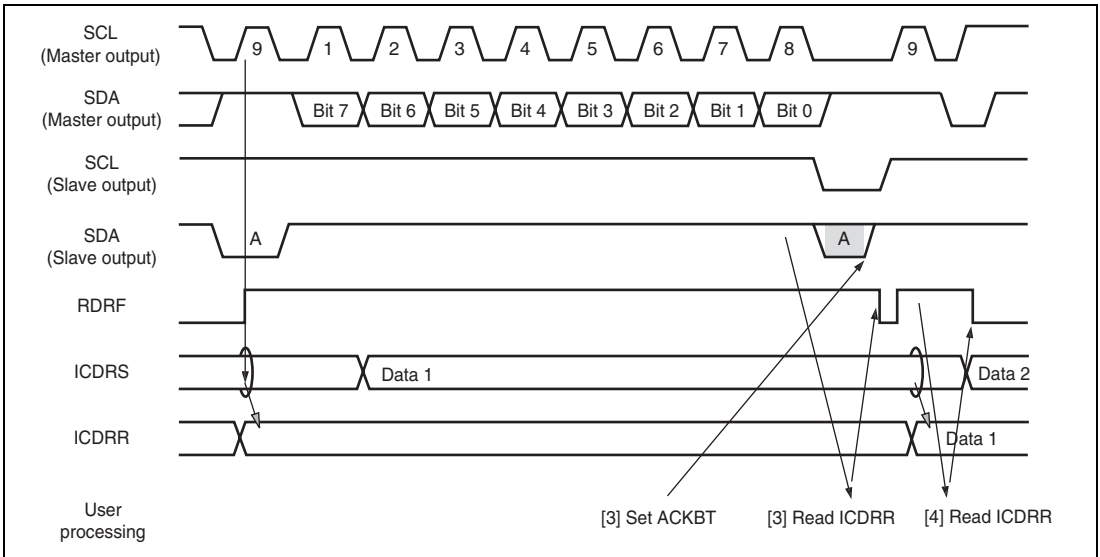 SCL
(Master output)
9 1 2 3 4 5 6 7 8 9
SDA
(Master output)
Bit 7 Bit 6 Bit 5 Bit 4 Bit 3 Bit 2 Bit 1 Bit 0
SCL
(Slave output)
SDA
(Slave output)
A A
RDRF
ICDRS
Data 1 Data 2
ICDRR
Data 1
User
processing
[3] Set ACKBT [3] Read ICDRR [4] Read ICDRR